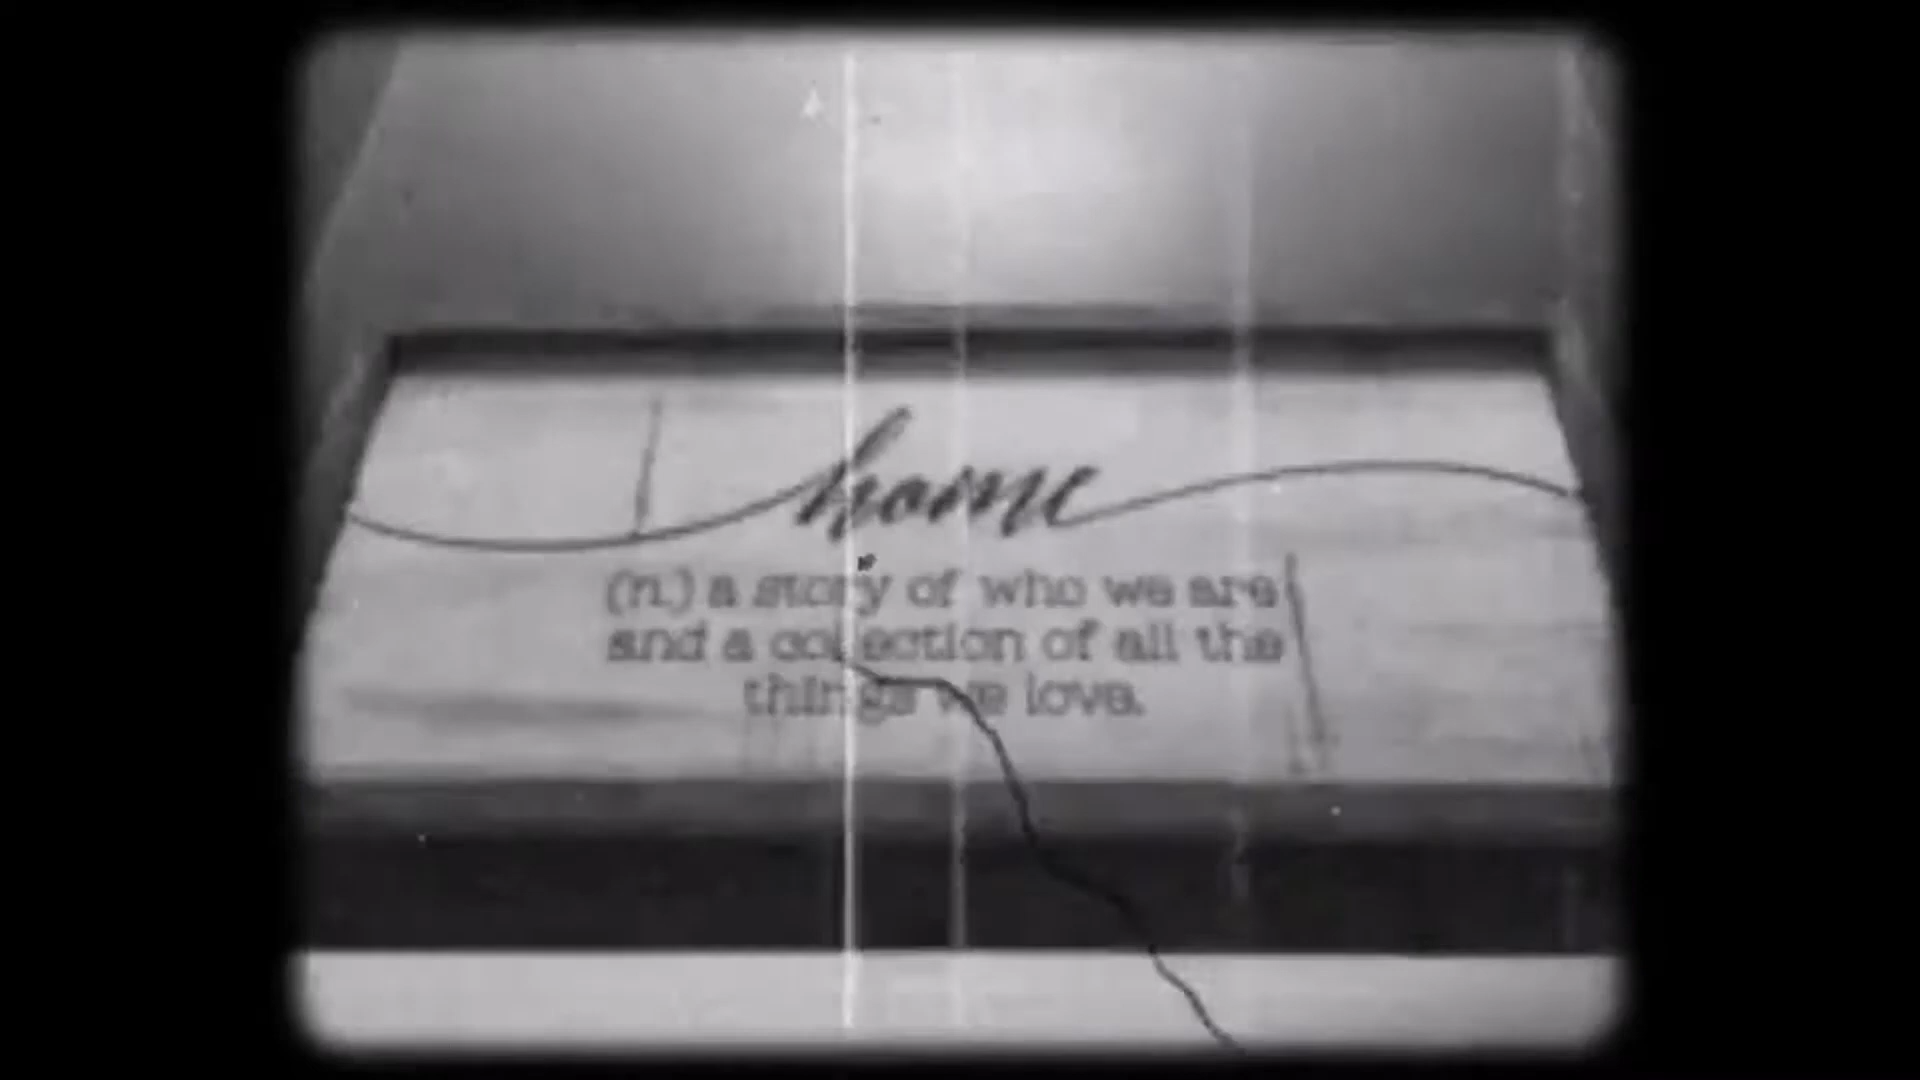 home
(n.) a story of who we are
and a collection of all the
things we love.